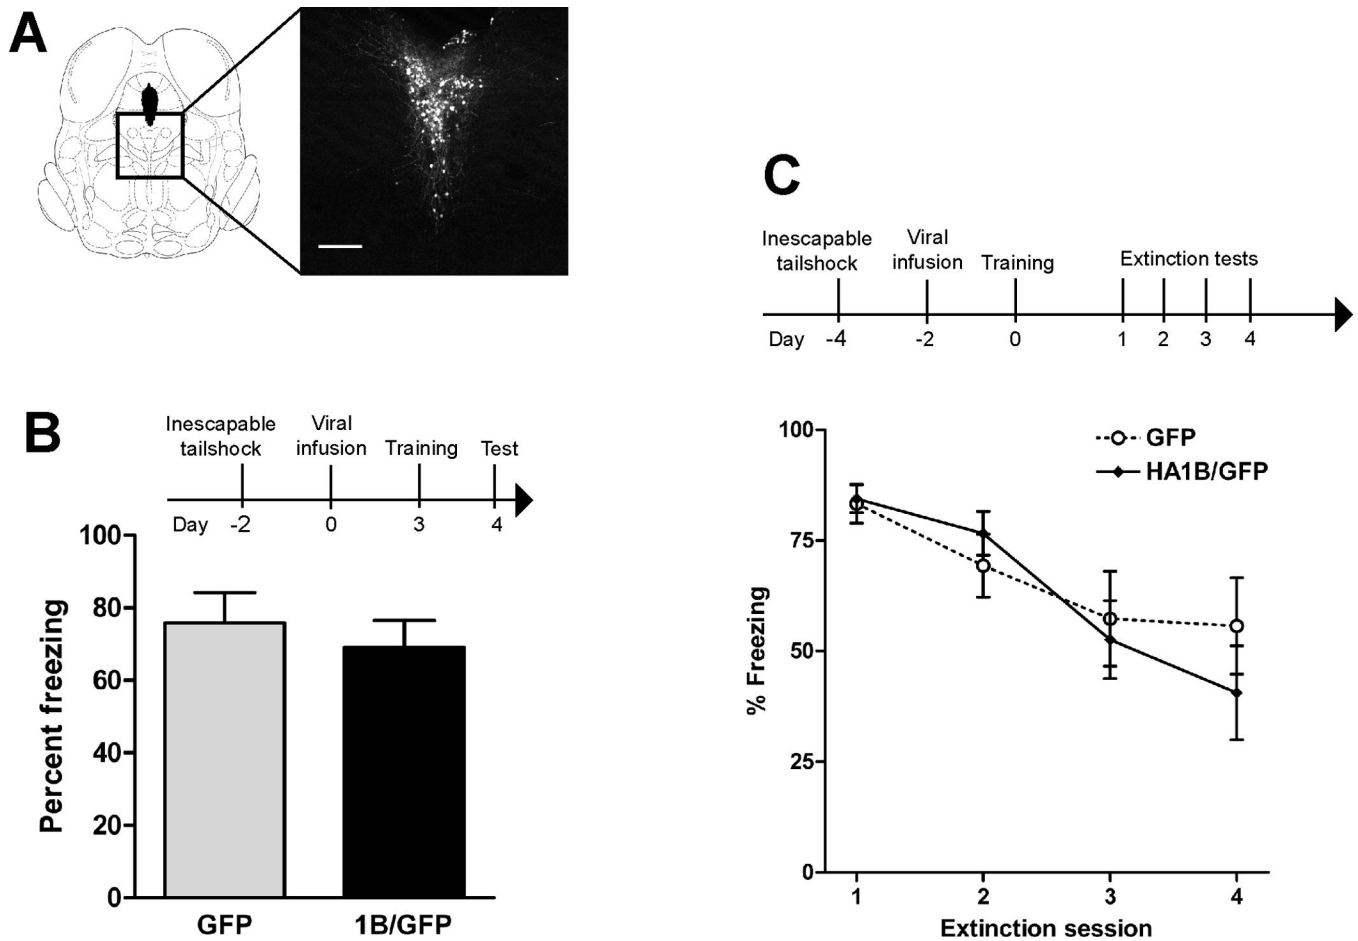 A
B
Inescapable
tailshock
Viral
infusion
Training
Test
Day -2 0 3 4
100
80
60
40
20
0
Percent freezing
GFP 1B/GFP
C
Inescapable
tailshock
Viral
infusion
Training
Extinction tests
Day -4 -2 0 1 2 3 4
100
75
50
25
0
% Freezing
GFP
HA1B/GFP
1 2 3 4
Extinction session